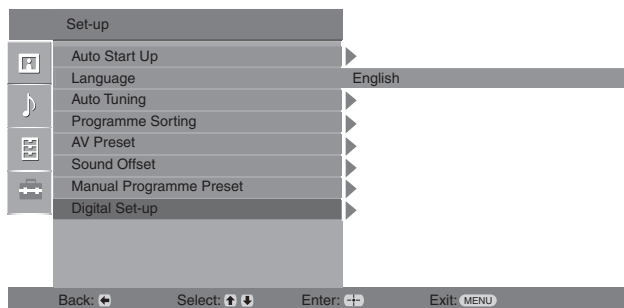 Set-up
Auto Start Up
Language English
Auto Tuning
Programme Sorting
AV Preset
Sound Offset
Manual Programme Preset
Digital Set-up
Back: Select: Enter: Exit: MENU